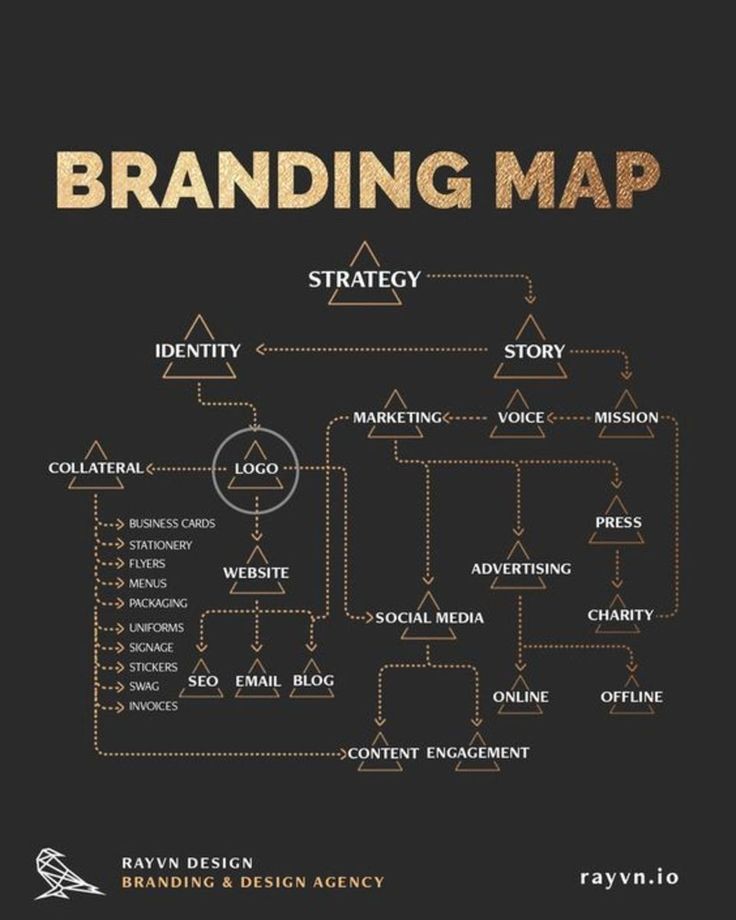 BRANDING MAP
STRATEGY
IDENTITY
STORY
MARKETING
VOICE
MISSION
COLLATERAL
LOGO
BUSINESS CARDS
STATIONERY
FLYERS
MENUS
PACKAGING
UNIFORMS
SIGNAGE
STICKERS
SWAG
INVOICES
WEBSITE
SEO
EMAIL
BLOG
PRESS
ADVERTISING
SOCIAL MEDIA
CHARITY
ONLINE
OFFLINE
CONTENT
ENGAGEMENT
RAYVN DESIGN
BRANDING & DESIGN AGENCY
rayvn.io